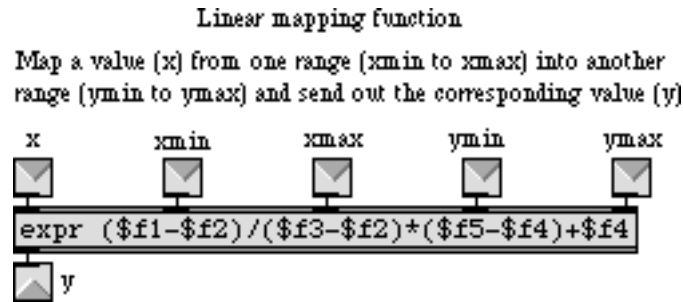 Linear mapping function
Map a value (x) from one range (xmin to xmax) into another
range (ymin to ymax) and send out the corresponding value (y)
x xmin xmax ymin ymax
expr ($f1-$f2)/($f3-$f2)*($f5-$f4)+$f4
y